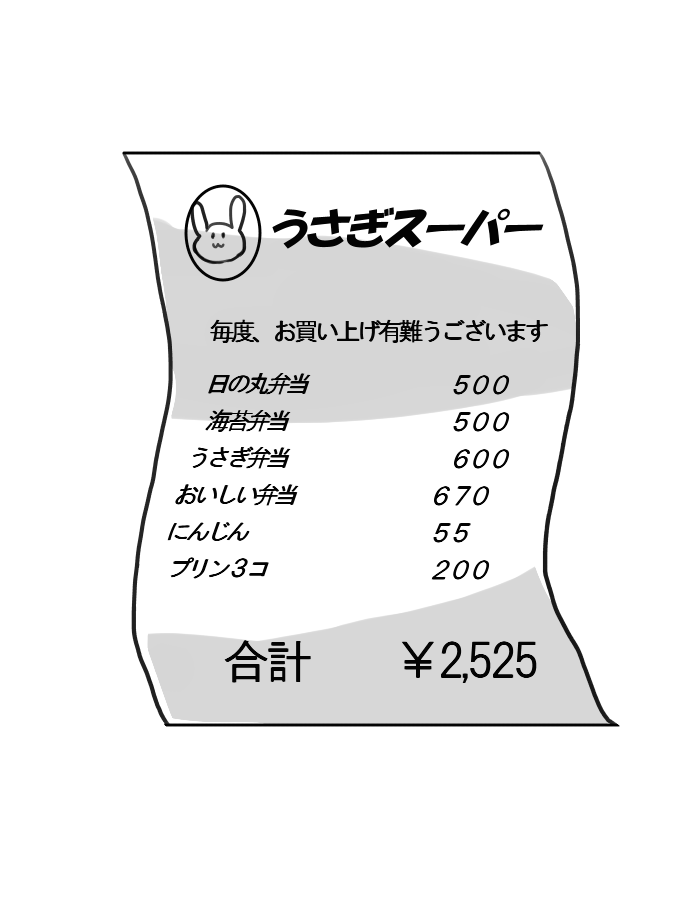 うさぎスーパー
毎度、お買い上げ有難うございます
日の丸弁当 500
海苔弁当 500
うさぎ弁当 600
おいしい弁当 670
にんじん 55
プリン3コ 200
合計 ¥2,525